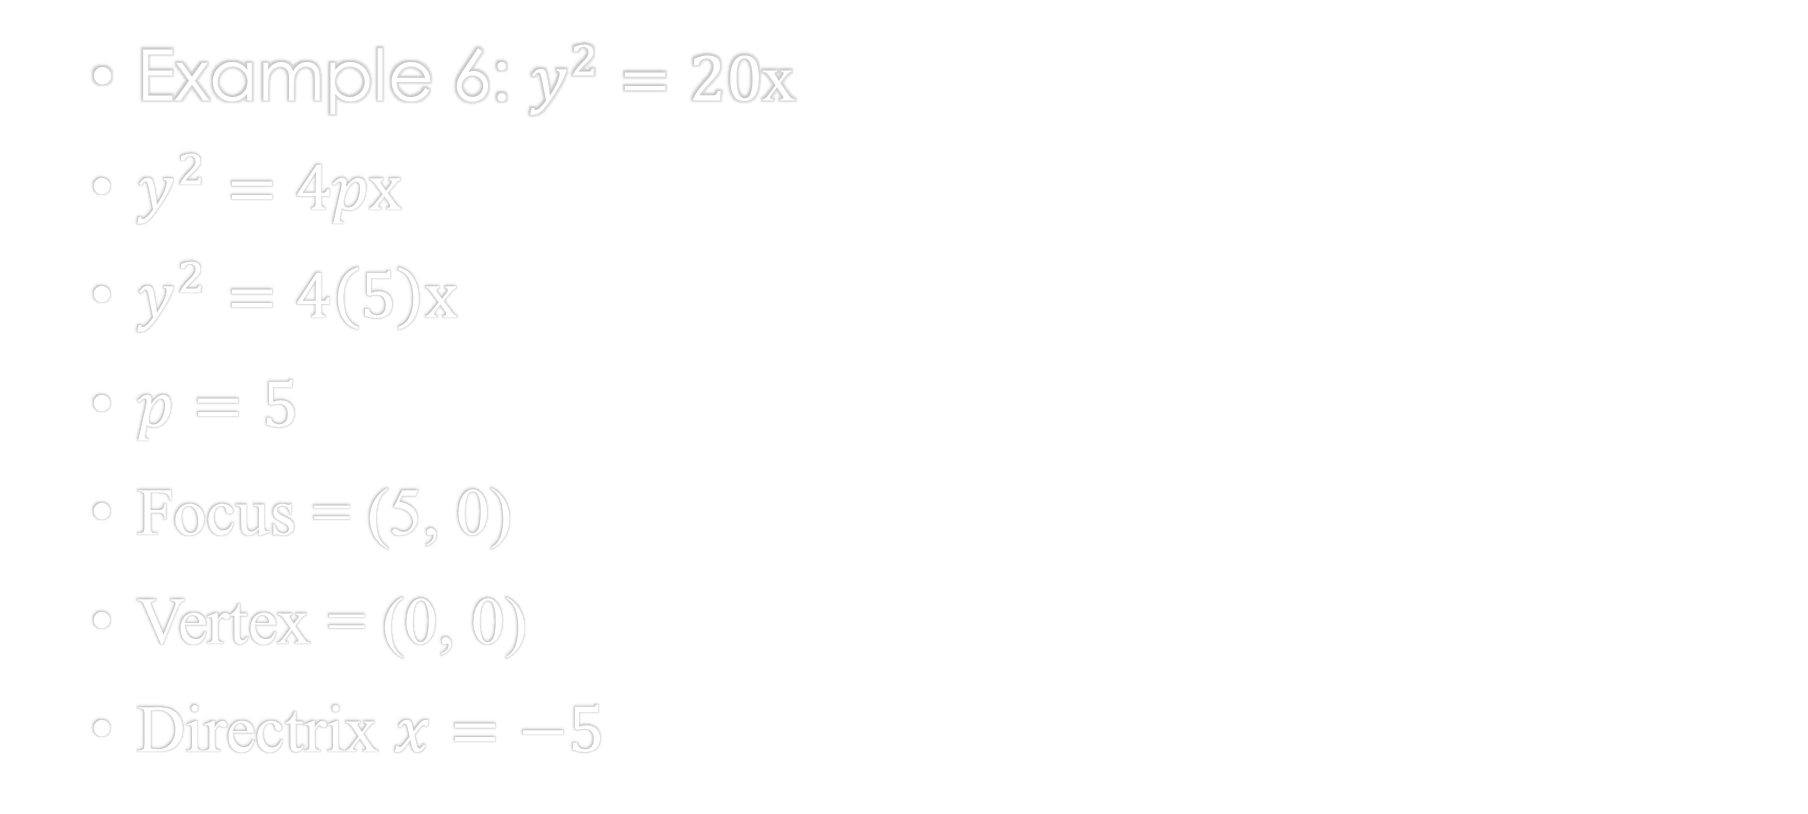 • Example 6: y² = 20x
• y² = 4px
• y² = 4(5)x
• p = 5
• Focus = (5, 0)
• Vertex = (0, 0)
• Directrix x = −5